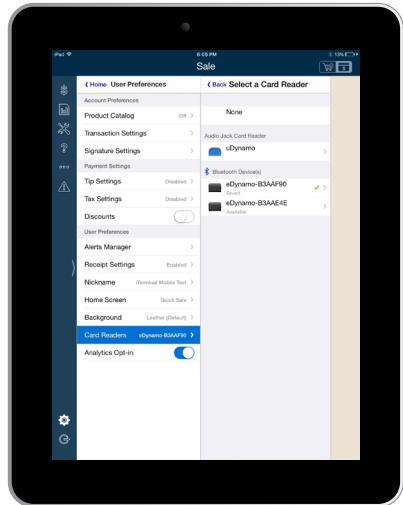 iPad 6:05 PM 13%
Sale
Home User Preferences
Account Preferences
Product Catalog Off
Transaction Settings
Signature Settings
Payment Settings
Tip Settings Disabled
Tax Settings Disabled
Discounts
User Preferences
Alerts Manager
Receipt Settings Enabled
Nickname iTerminal Mobile Test
Home Screen Quick Sale
Background Leather (Default)
Card Readers eDynamo-B3AAF90
Analytics Opt-in
Back Select a Card Reader
None
Audio Jack Card Reader
uDynamo
Bluetooth Device(s)
eDynamo-B3AAF90
Saved
eDynamo-B3AAE4E
Available